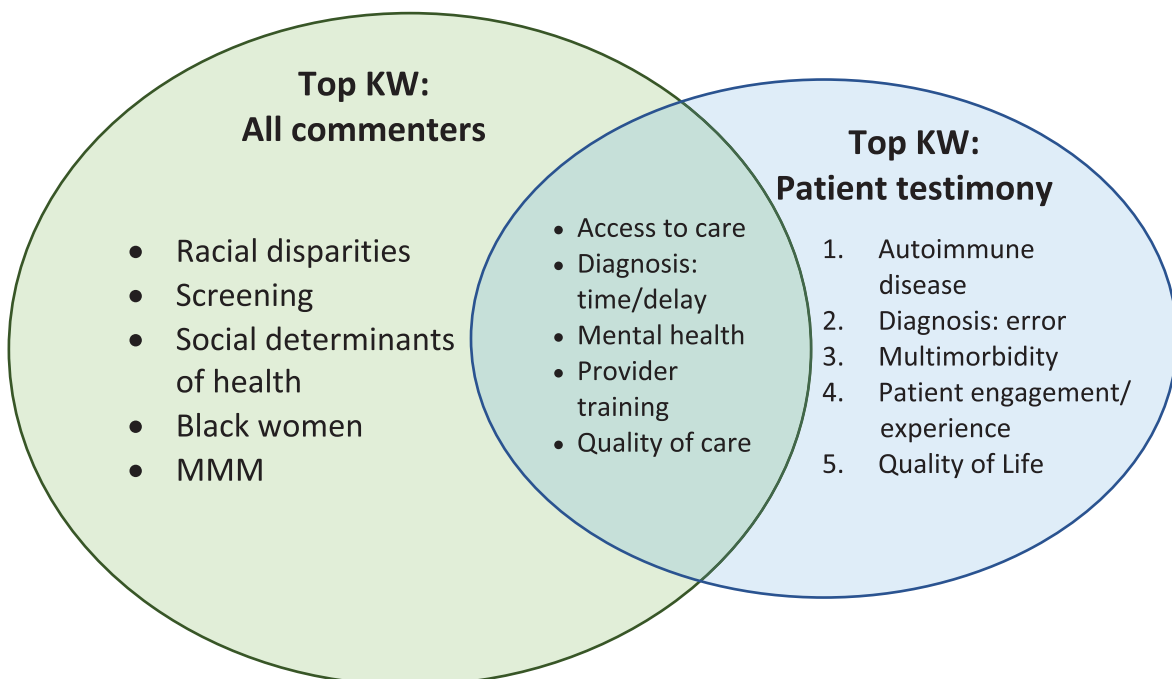 Top KW:
All commenters
• Racial disparities
• Screening
• Social determinants
of health
• Black women
• MMM
• Access to care
• Diagnosis:
time/delay
• Mental health
• Provider
training
• Quality of care
Top KW:
Patient testimony
1. Autoimmune
disease
2. Diagnosis: error
3. Multimorbidity
4. Patient engagement/
experience
5. Quality of Life